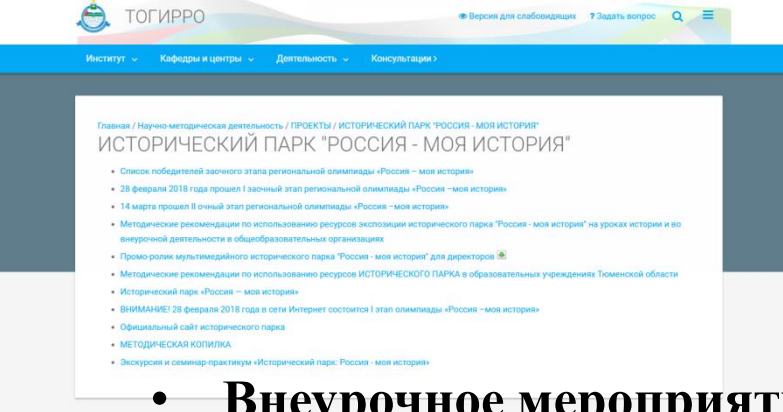 ТОГИРРО
Версия для слабовидящих ? Задать вопрос
Институт Кафедры и центры Деятельность Консультации >
Главная / Научно-методическая деятельность / ПРОЕКТЫ / ИСТОРИЧЕСКИЙ ПАРК "РОССИЯ - МОЯ ИСТОРИЯ"
ИСТОРИЧЕСКИЙ ПАРК "РОССИЯ - МОЯ ИСТОРИЯ"
• Список победителей заочного этапа региональной олимпиады «Россия – моя история»
• 28 февраля 2018 года прошел I заочный этап региональной олимпиады «Россия –моя история»
• 14 марта прошел II очный этап региональной олимпиады «Россия –моя история»
• Методические рекомендации по использованию ресурсов экспозиции исторического парка "Россия - моя история" на уроках истории и во
внеурочной деятельности в общеобразовательных организациях
• Промо-ролик мультимедийного исторического парка "Россия - моя история" для директоров
• Методические рекомендации по использованию ресурсов ИСТОРИЧЕСКОГО ПАРКА в образовательных учреждениях Тюменской области
• Исторический парк «Россия — моя история»
• ВНИМАНИЕ! 28 февраля 2018 года в сети Интернет состоится I этап олимпиады «Россия –моя история»
• Официальный сайт исторического парка
• МЕТОДИЧЕСКАЯ КОПИЛКА
• Экскурсия и семинар-практикум «Исторический парк: Россия - моя история»
• Внеурочное мероприят